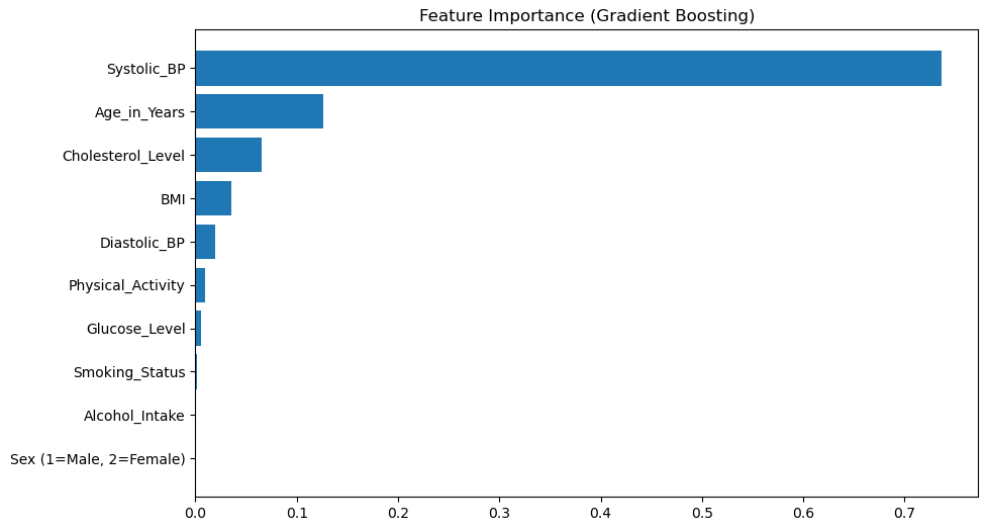 Feature Importance (Gradient Boosting)
Systolic_BP
Age_in_Years
Cholesterol_Level
BMI
Diastolic_BP
Physical_Activity
Glucose_Level
Smoking_Status
Alcohol_Intake
Sex (1=Male, 2=Female)
0.0 0.1 0.2 0.3 0.4 0.5 0.6 0.7